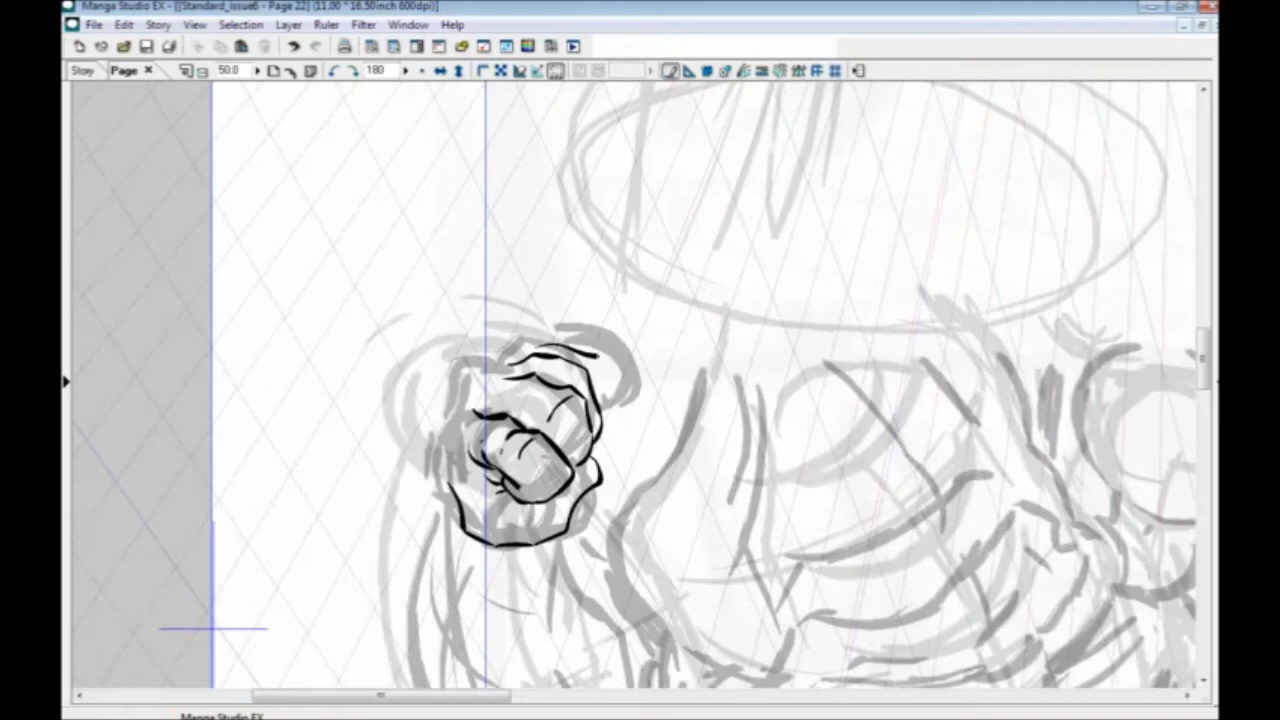 Manga Studio EX - [[Standard_issue6 - Page 22] (11.00 * 16.50inch 600dpi)]
File Edit Story View Selection Layer Ruler Filter Window Help
Story Page 50.0 180
Manga Studio EX